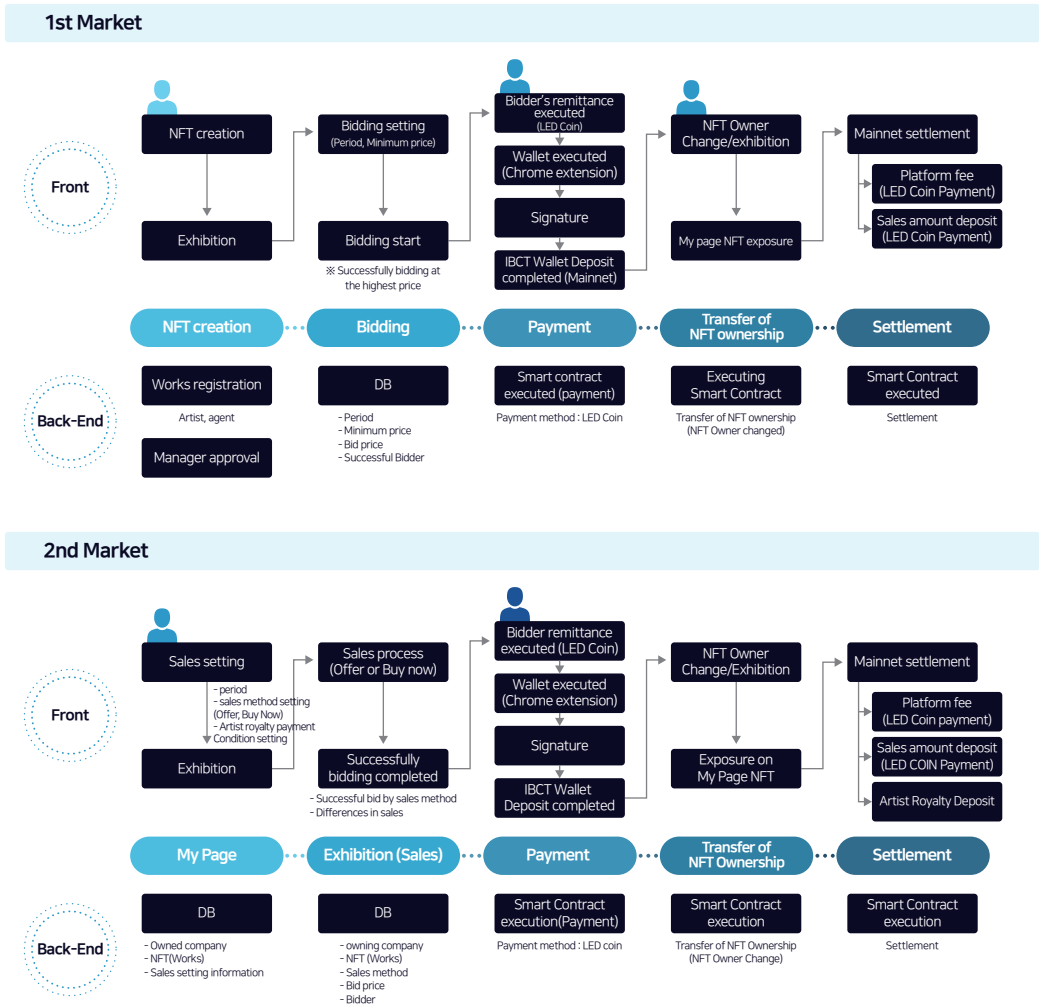 1st Market
Front
NFT creation
Exhibition
Bidding setting
(Period, Minimum price)
Bidding start
※ Successfully bidding at
the highest price
Bidder's remittance
executed
(LED Coin)
Wallet executed
(Chrome extension)
Signature
IBCT Wallet Deposit
completed (Mainnet)
NFT Owner
Change/exhibition
My page NFT exposure
Mainnet settlement
Platform fee
(LED Coin Payment)
Sales amount deposit
(LED Coin Payment)
NFT creation
Bidding
Payment
Transfer of
NFT ownership
Settlement
Back-End
Works registration
Artist, agent
Manager approval
DB
- Period
- Minimum price
- Bid price
- Successful Bidder
Smart contract
executed (payment)
Payment method : LED Coin
Executing
Smart Contract
Transfer of NFT ownership
(NFT Owner changed)
Smart Contract
executed
Settlement
2nd Market
Front
Sales setting
- period
- sales method setting
(Offer, Buy Now)
- Artist royalty payment
Condition setting
Exhibition
Sales process
(Offer or Buy now)
Successfully
bidding completed
- Successful bid by sales method
- Differences in sales
Bidder remittance
executed (LED Coin)
Wallet executed
(Chrome extension)
Signature
IBCT Wallet
Deposit completed
NFT Owner
Change/Exhibition
Exposure on
My Page NFT
Mainnet settlement
Platform fee
(LED Coin payment)
Sales amount deposit
(LED COIN Payment)
Artist Royalty Deposit
My Page
Exhibition (Sales)
Payment
Transfer of
NFT Ownership
Settlement
Back-End
DB
- Owned company
- NFT(Works)
- Sales setting information
DB
- owning company
- NFT (Works)
- Sales method
- Bid price
- Bidder
Smart Contract
execution(Payment)
Payment method : LED coin
Smart Contract
execution
Transfer of NFT Ownership
(NFT Owner Change)
Smart Contract
execution
Settlement